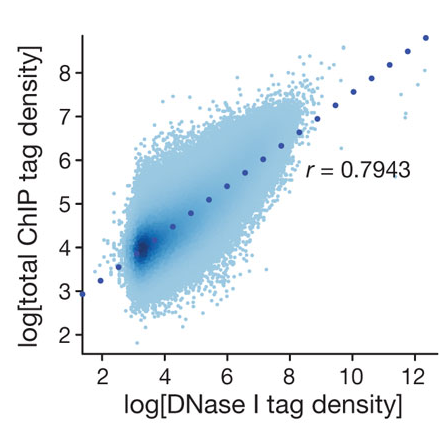 log[total ChIP tag density]
8
7
6
5
4
3
2
r = 0.7943
2 4 6 8 10 12
log[DNase I tag density]